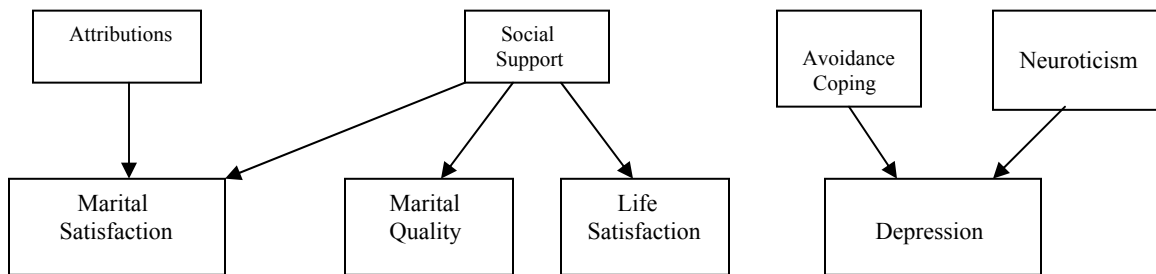 Attributions
Social
Support
Avoidance
Coping
Neuroticism
Marital
Satisfaction
Marital
Quality
Life
Satisfaction
Depression